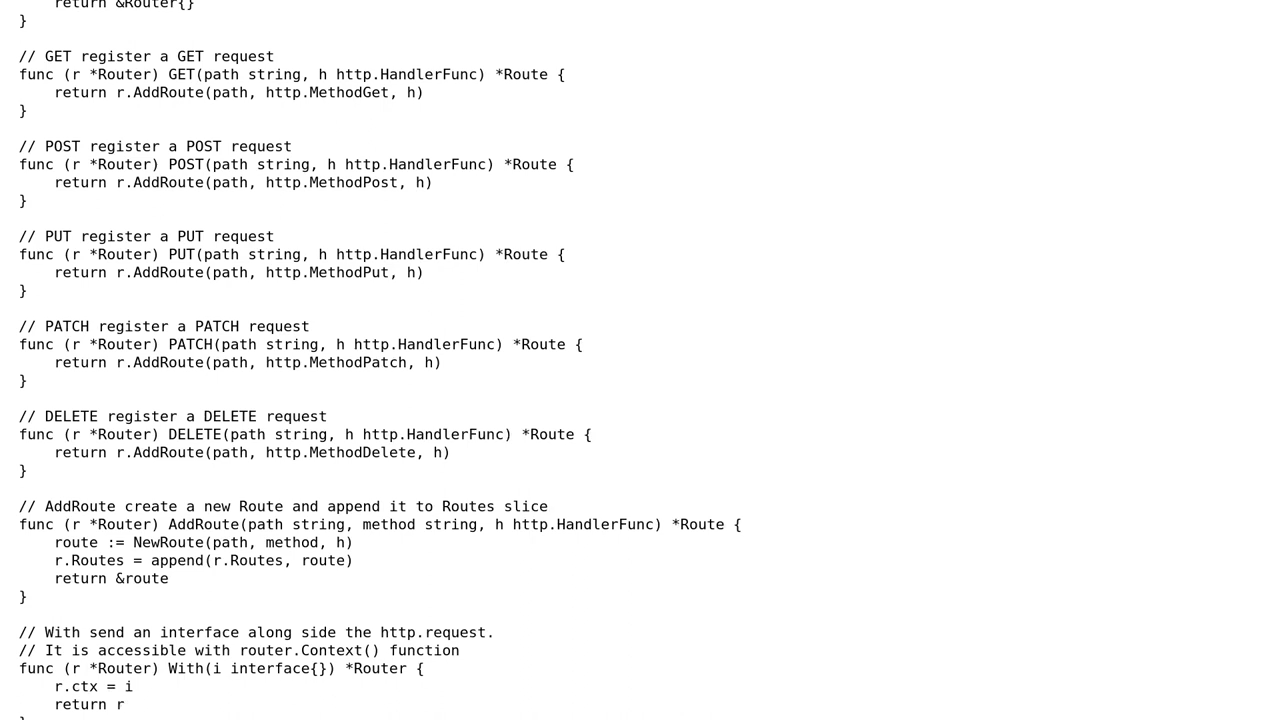 return &Router{}
}

// GET register a GET request
func (r *Router) GET(path string, h http.HandlerFunc) *Route {
    return r.AddRoute(path, http.MethodGet, h)
}

// POST register a POST request
func (r *Router) POST(path string, h http.HandlerFunc) *Route {
    return r.AddRoute(path, http.MethodPost, h)
}

// PUT register a PUT request
func (r *Router) PUT(path string, h http.HandlerFunc) *Route {
    return r.AddRoute(path, http.MethodPut, h)
}

// PATCH register a PATCH request
func (r *Router) PATCH(path string, h http.HandlerFunc) *Route {
    return r.AddRoute(path, http.MethodPatch, h)
}

// DELETE register a DELETE request
func (r *Router) DELETE(path string, h http.HandlerFunc) *Route {
    return r.AddRoute(path, http.MethodDelete, h)
}

// AddRoute create a new Route and append it to Routes slice
func (r *Router) AddRoute(path string, method string, h http.HandlerFunc) *Route {
    route := NewRoute(path, method, h)
    r.Routes = append(r.Routes, route)
    return &route
}

// With send an interface along side the http.request.
// It is accessible with router.Context() function
func (r *Router) With(i interface{}) *Router {
    r.ctx = i
    return r
}